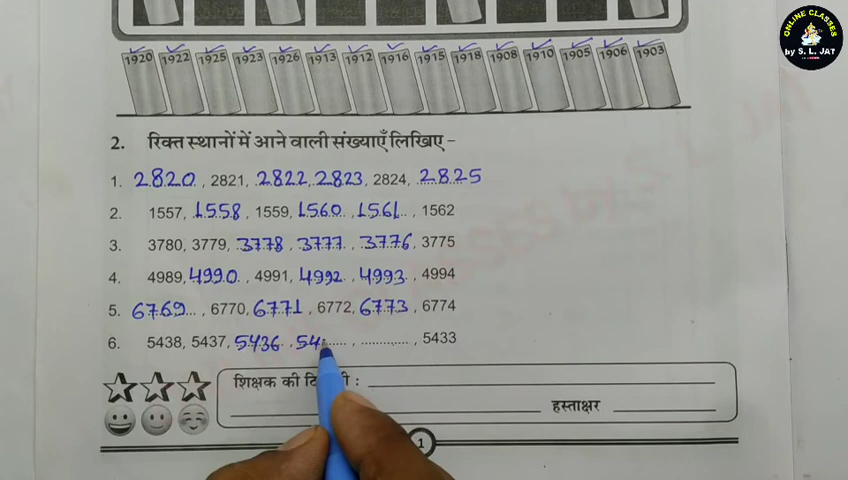 ONLINE CLASSES
by S. L. JAT
1920 1922 1925 1923 1926 1913 1912 1916 1915 1918 1908 1910 1905 1906 1903
2. रिक्त स्थानों में आने वाली संख्याएँ लिखिए -
1. 2820, 2821, 2822, 2823, 2824, 2825
2. 1557, 1558, 1559, 1560, 1561, 1562
3. 3780, 3779, 3778, 3777, 3776, 3775
4. 4989, 4990, 4991, 4992, 4993, 4994
5. 6769, 6770, 6771, 6772, 6773, 6774
6. 5438, 5437, 5436, 54......, .............., 5433
शिक्षक की :
हस्ताक्षर
1